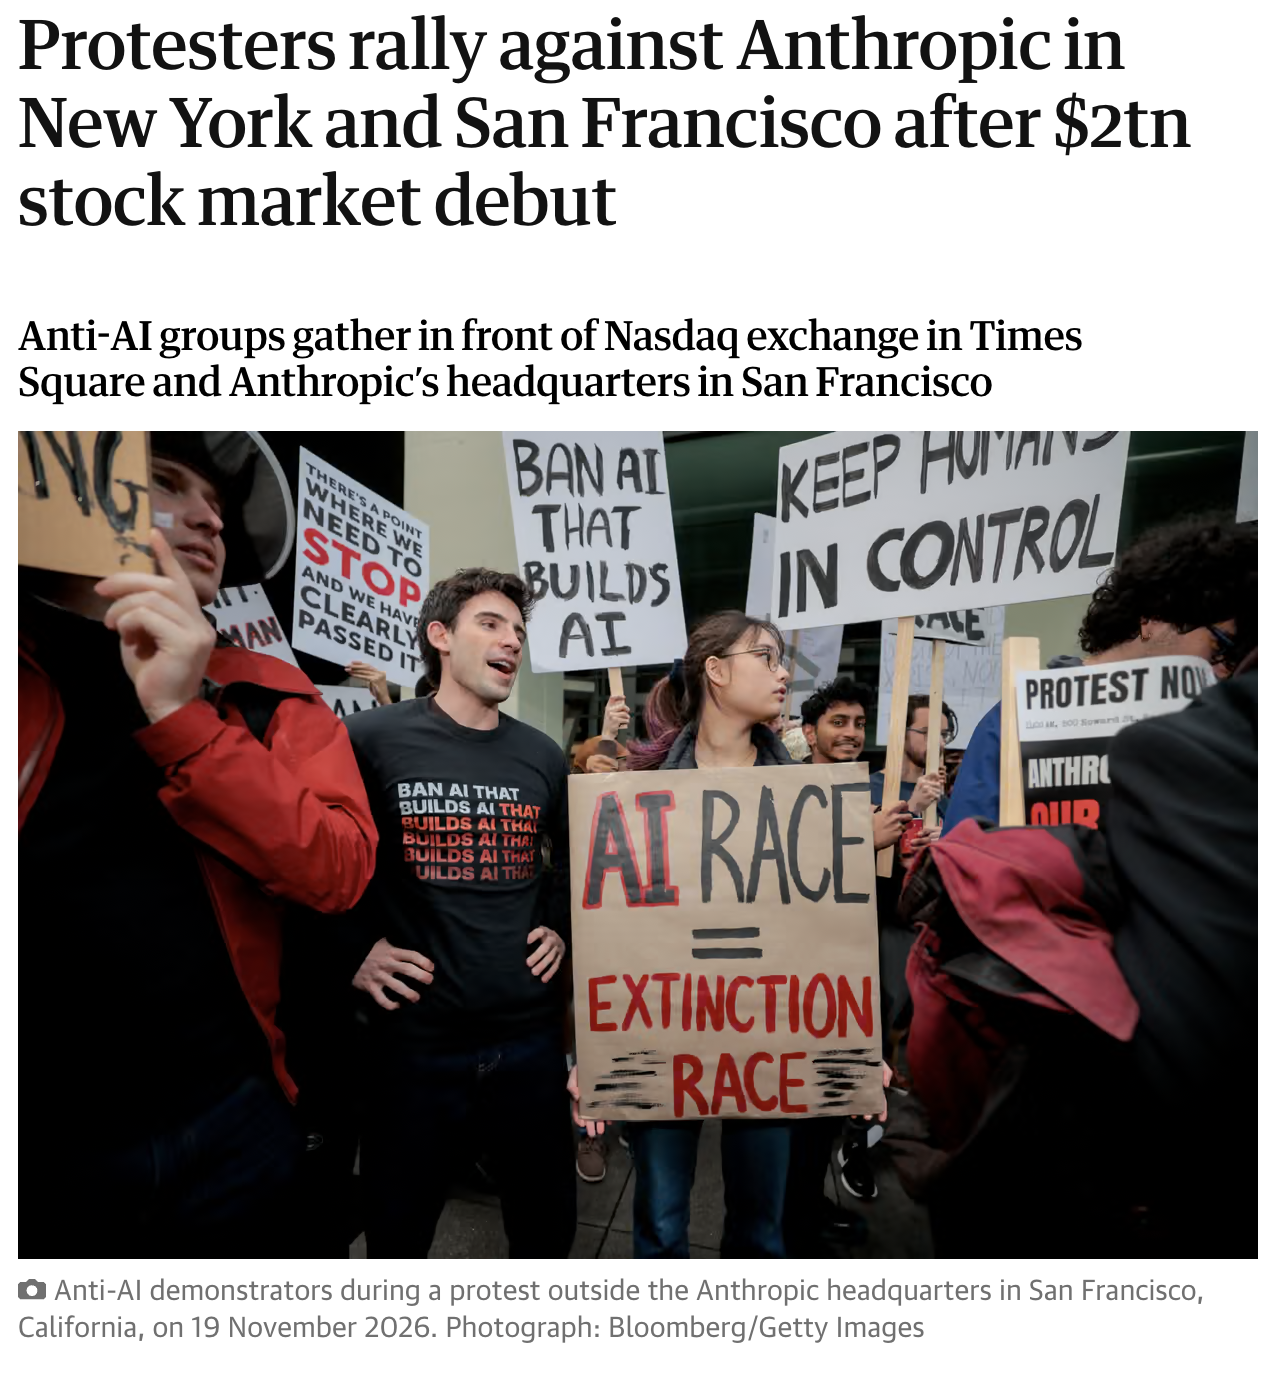 Protesters rally against Anthropic in
New York and San Francisco after $2tn
stock market debut
Anti-AI groups gather in front of Nasdaq exchange in Times
Square and Anthropic's headquarters in San Francisco
NG
THERE'S A POINT
WHERE WE
NEED TO
STOP
AND WE HAVE
CLEARLY
PASSED IT
BAN AI
THAT
BUILDS
AI
KEEP HUMANS
IN CONTROL
BAN AI THAT
BUILDS AI THAT
BUILDS AI THAT
BUILDS AI THAT
BUILDS AI THAT
UILDS AI THAT
AI RACE
=
EXTINCTION
RACE
PROTEST NOW
ANTHRO
OUR
Anti-AI demonstrators during a protest outside the Anthropic headquarters in San Francisco,
California, on 19 November 2026. Photograph: Bloomberg/Getty Images